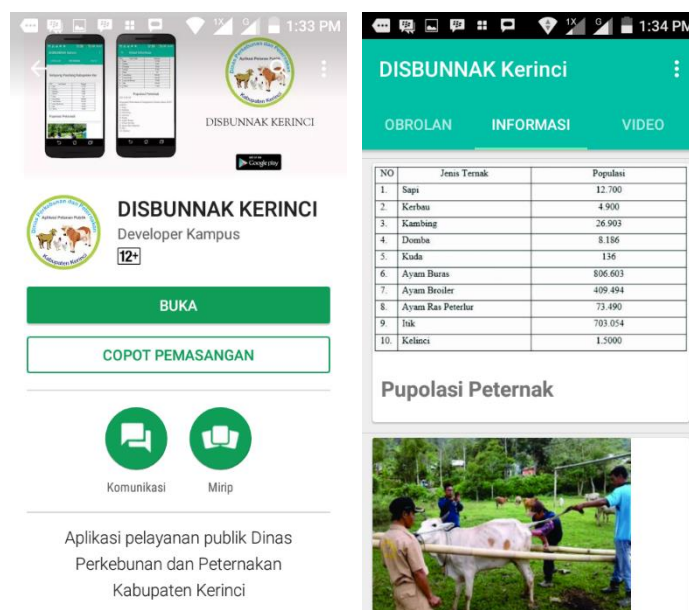 1:33 PM
DISBUNNAK KERINCI
Google play
DISBUNNAK KERINCI
Developer Kampus
12+
BUKA
COPOT PEMASANGAN
Komunikasi Mirip
Aplikasi pelayanan publik Dinas
Perkebunan dan Peternakan
Kabupaten Kerinci
1:34 PM
DISBUNNAK Kerinci
OBROLAN INFORMASI VIDEO
NO Jenis Ternak Populasi
1. Sapi 12.700
2. Kerbau 4.900
3. Kambing 26.903
4. Domba 8.186
5. Kuda 136
6. Ayam Buras 806.603
7. Ayam Broiler 409.494
8. Ayam Ras Peterlur 73.490
9. Itik 703.054
10. Kelinci 1.5000
Pupolasi Peternak